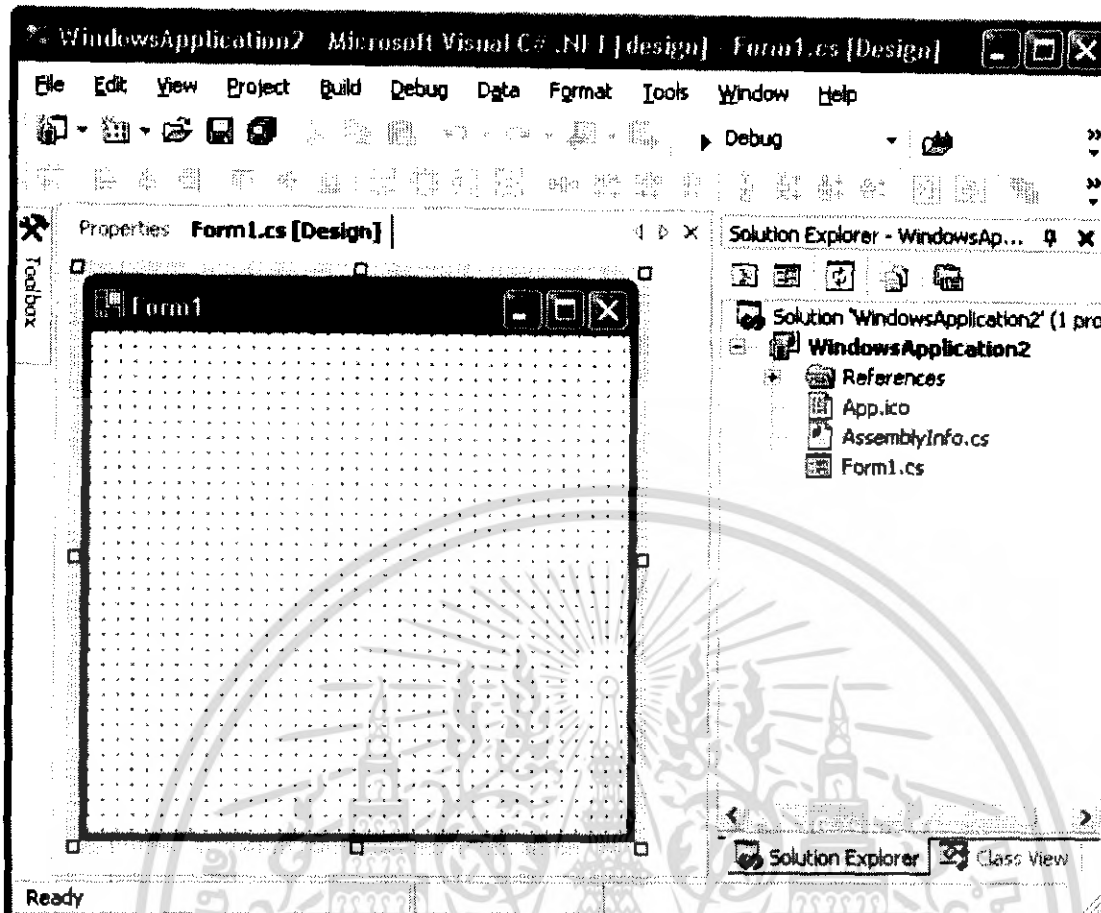 WindowsApplication2 - Microsoft Visual C# .NET [design] - Form1.cs [Design]
File Edit View Project Build Debug Data Format Tools Window Help
Debug
Toolbox
Properties Form1.cs [Design]
Form1
Solution Explorer - WindowsAp...
Solution 'WindowsApplication2' (1 pro
WindowsApplication2
References
App.ico
AssemblyInfo.cs
Form1.cs
Solution Explorer Class View
Ready